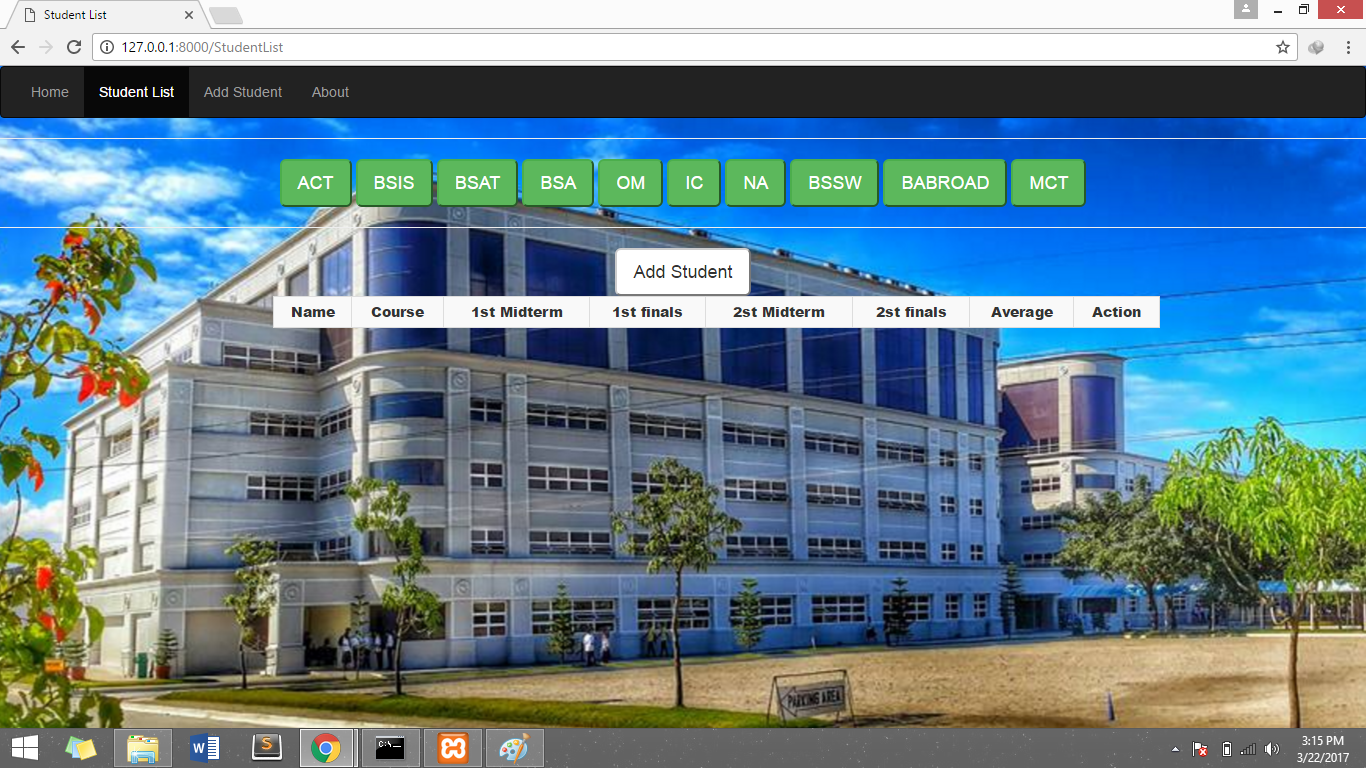 Student List
127.0.0.1:8000/StudentList
Home Student List Add Student About
ACT BSIS BSAT BSA OM IC NA BSSW BABROAD MCT
Add Student
Name Course 1st Midterm 1st finals 2st Midterm 2st finals Average Action
PARKING AREA
3:15 PM
3/22/2017